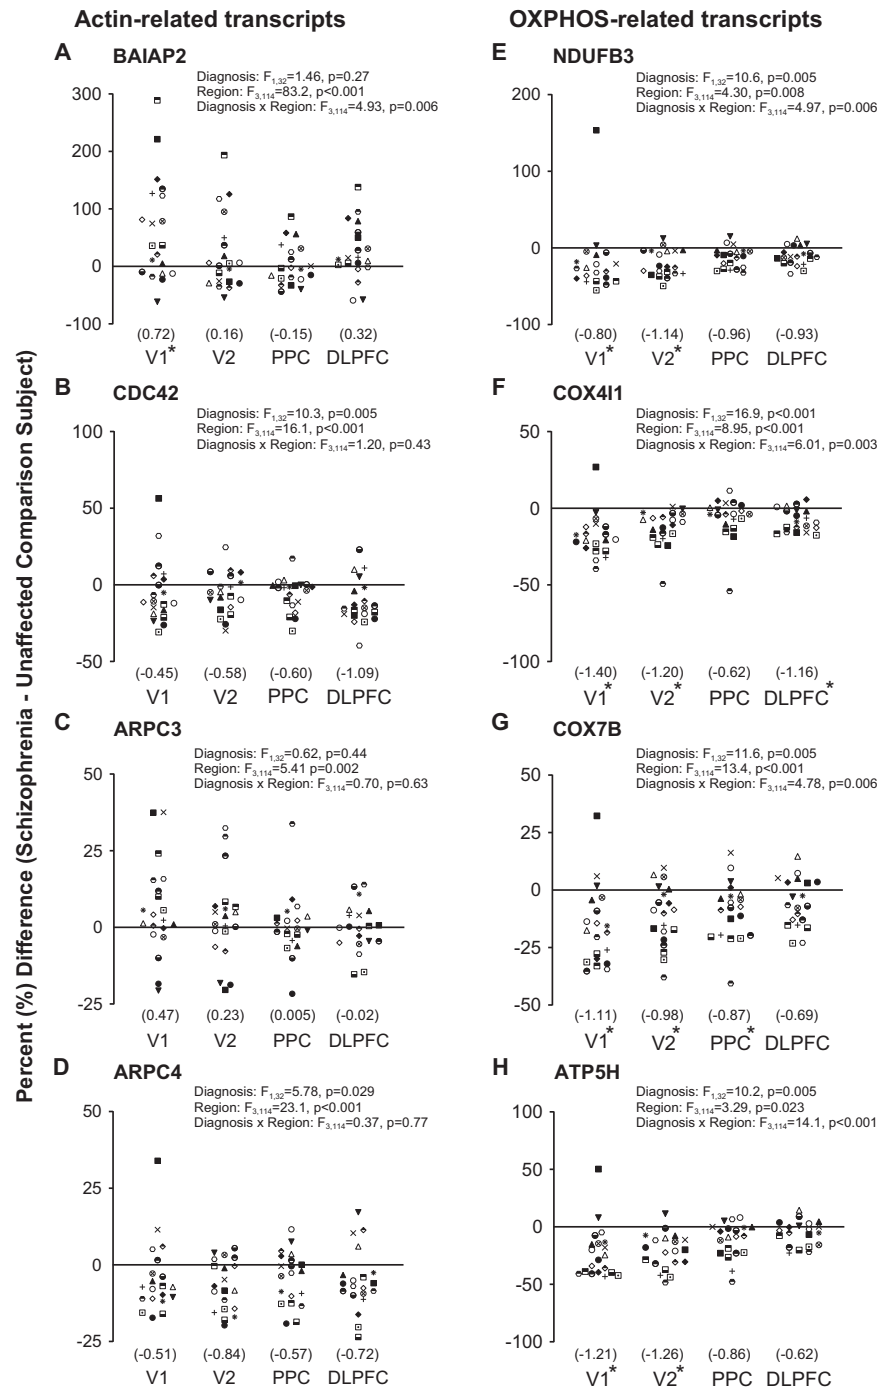 Actin-related transcripts
OXPHOS-related transcripts
Percent (%) Difference (Schizophrenia - Unaffected Comparison Subject)
A BAIAP2
Diagnosis: F1,32=1.46, p=0.27
Region: F3,114=83.2, p<0.001
Diagnosis x Region: F3,114=4.93, p=0.006
300
200
100
0
-100
(0.72) (0.16) (-0.15) (0.32)
V1* V2 PPC DLPFC
B CDC42
Diagnosis: F1,32=10.3, p=0.005
Region: F3,114=16.1, p<0.001
Diagnosis x Region: F3,114=1.20, p=0.43
100
50
0
-50
(-0.45) (-0.58) (-0.60) (-1.09)
V1 V2 PPC DLPFC
C ARPC3
Diagnosis: F1,32=0.62, p=0.44
Region: F3,114=5.41 p=0.002
Diagnosis x Region: F3,114=0.70, p=0.63
50
25
0
-25
(0.47) (0.23) (0.005) (-0.02)
V1 V2 PPC DLPFC
D ARPC4
Diagnosis: F1,32=5.78, p=0.029
Region: F3,114=23.1, p<0.001
Diagnosis x Region: F3,114=0.37, p=0.77
50
25
0
-25
(-0.51) (-0.84) (-0.57) (-0.72)
V1 V2 PPC DLPFC
E NDUFB3
Diagnosis: F1,32=10.6, p=0.005
Region: F3,114=4.30, p=0.008
Diagnosis x Region: F3,114=4.97, p=0.006
200
100
0
-100
(-0.80) (-1.14) (-0.96) (-0.93)
V1* V2* PPC DLPFC
F COX4I1
Diagnosis: F1,32=16.9, p<0.001
Region: F3,114=8.95, p<0.001
Diagnosis x Region: F3,114=6.01, p=0.003
100
50
0
-50
-100
(-1.40) (-1.20) (-0.62) (-1.16)
V1* V2* PPC DLPFC*
G COX7B
Diagnosis: F1,32=11.6, p=0.005
Region: F3,114=13.4, p<0.001
Diagnosis x Region: F3,114=4.78, p=0.006
50
25
0
-25
-50
(-1.11) (-0.98) (-0.87) (-0.69)
V1* V2* PPC* DLPFC
H ATP5H
Diagnosis: F1,32=10.2, p=0.005
Region: F3,114=3.29, p=0.023
Diagnosis x Region: F3,114=14.1, p<0.001
100
50
0
-50
-100
(-1.21) (-1.26) (-0.86) (-0.62)
V1* V2* PPC DLPFC